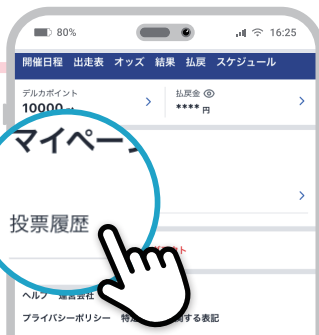 80% 16:25
開催日程 出走表 オッズ 結果 払戻 スケジュール
デルカポイント 払戻金
10000 **** 円
マイペー
投票履歴
ヘルプ 運営会社
プライバシーポリシー 特 する表記